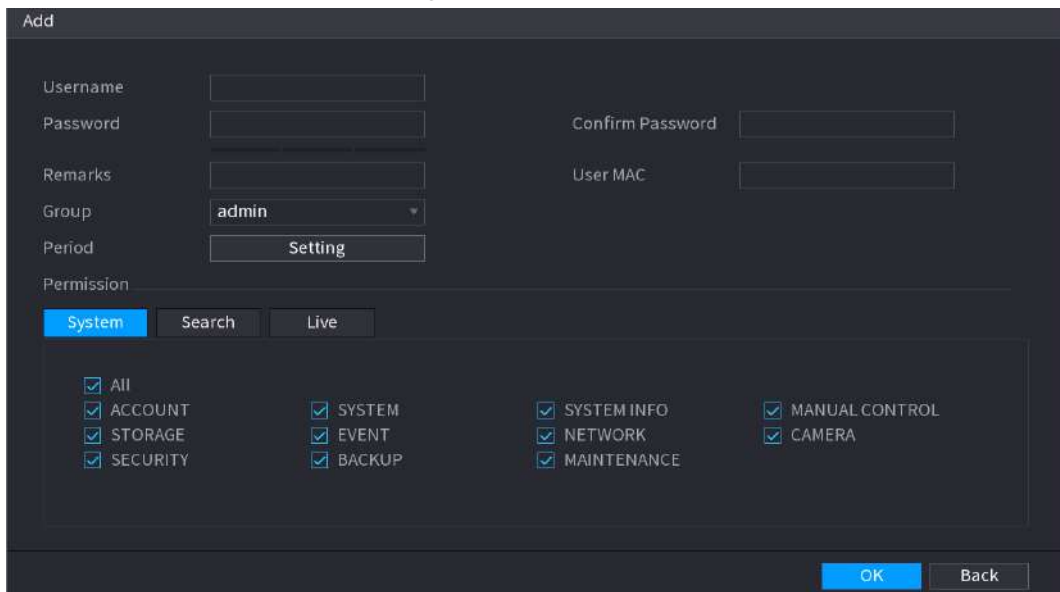 Add
Username
Password Confirm Password
Remarks User MAC
Group admin
Period Setting
Permission
System Search Live
All
ACCOUNT SYSTEM SYSTEM INFO MANUAL CONTROL
STORAGE EVENT NETWORK CAMERA
SECURITY BACKUP MAINTENANCE
OK Back